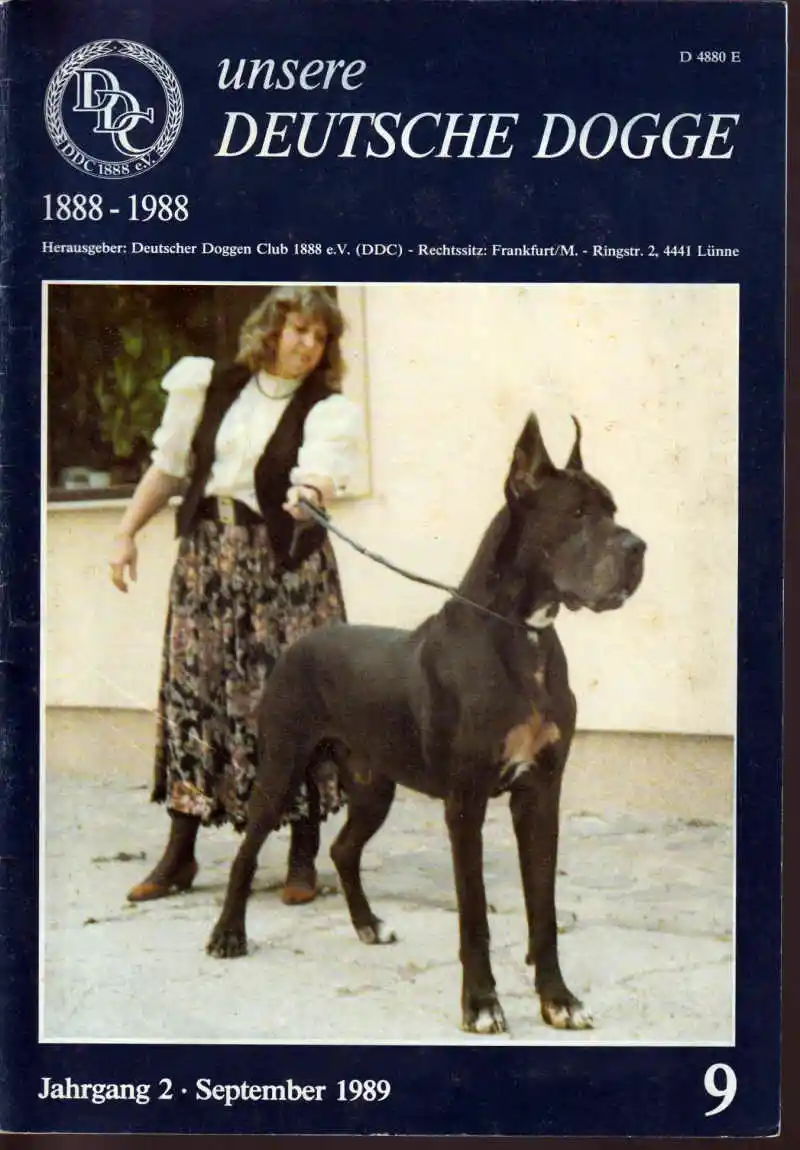 D 4880 E
DDC
DDC 1888 e.V.
unsere
DEUTSCHE DOGGE
1888 - 1988
Herausgeber: Deutscher Doggen Club 1888 e.V. (DDC) - Rechtssitz: Frankfurt/M. - Ringstr. 2, 4441 Lünne
Jahrgang 2 · September 1989
9